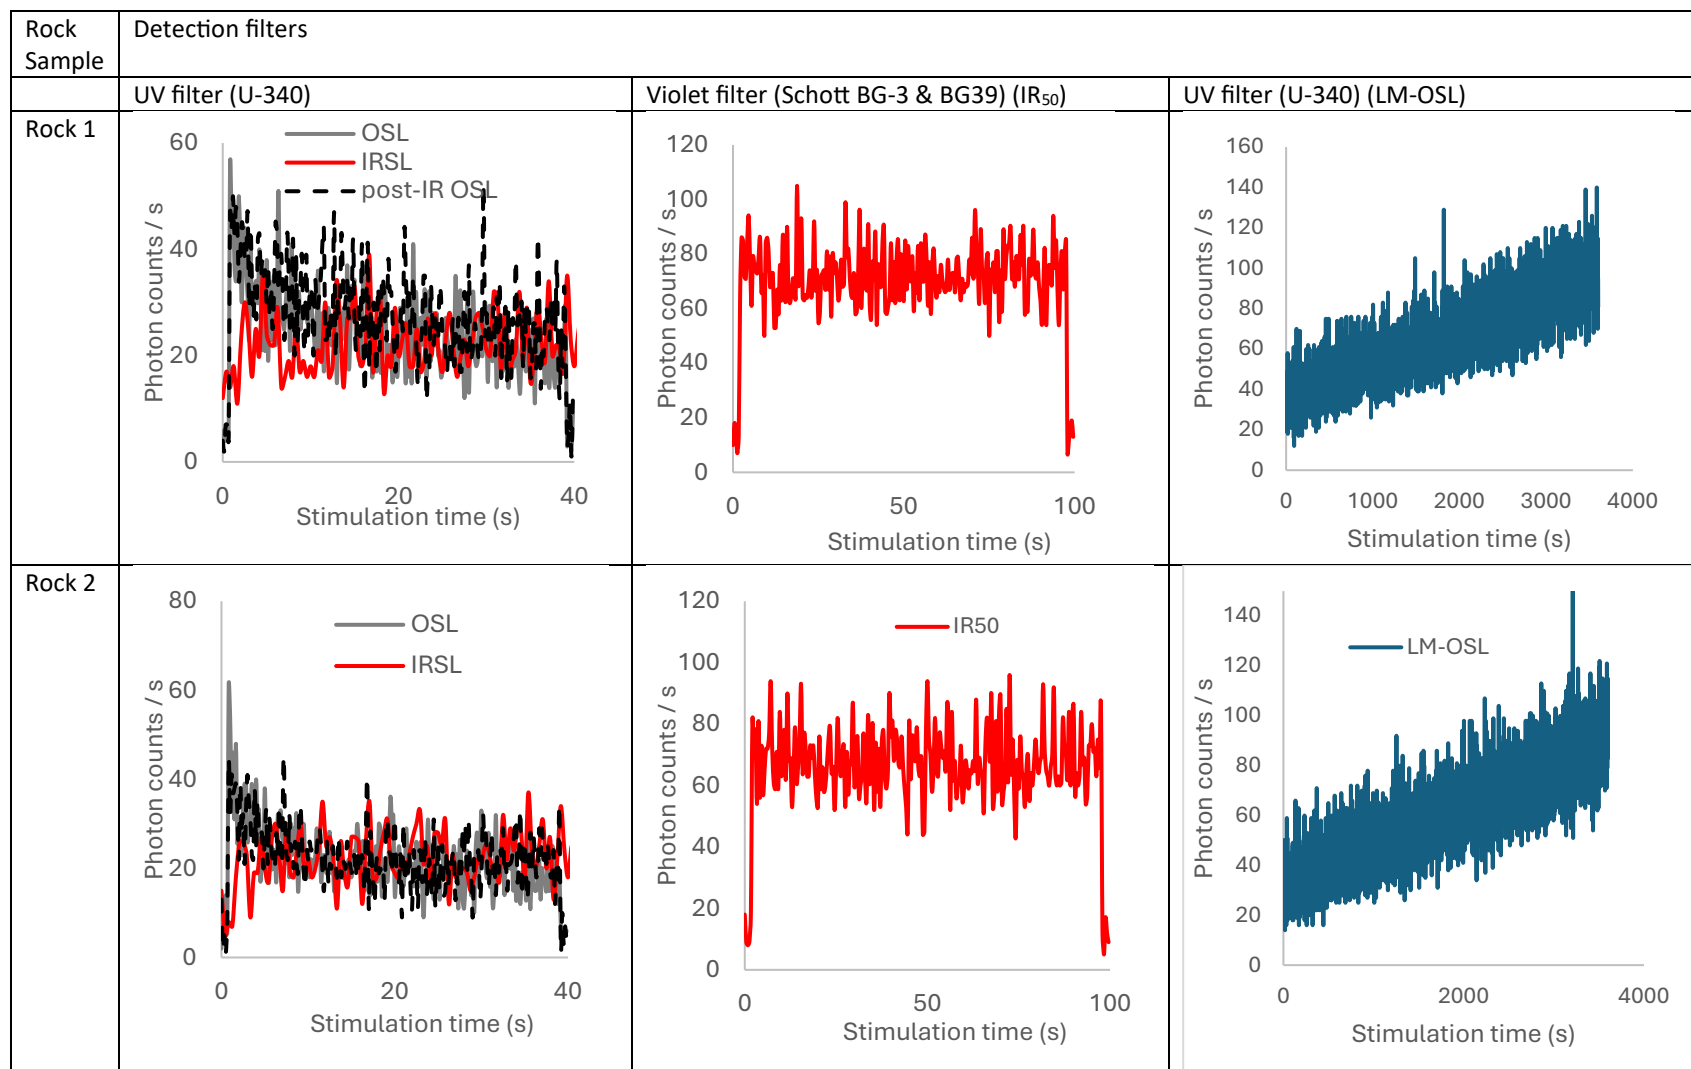 Rock
Sample
Detection filters
UV filter (U-340)
Violet filter (Schott BG-3 & BG39) (IR₅₀)
UV filter (U-340) (LM-OSL)
Rock 1
OSL
IRSL
post-IR OSL
60
40
20
0
0 20 40
Photon counts / s
Stimulation time (s)
120
100
80
60
40
20
0
0 50 100
Photon counts / s
Stimulation time (s)
160
140
120
100
80
60
40
20
0
0 1000 2000 3000 4000
Photon counts / s
Stimulation time (s)
Rock 2
OSL
IRSL
80
60
40
20
0
0 20 40
Photon counts / s
Stimulation time (s)
IR50
120
100
80
60
40
20
0
0 50 100
Photon counts / s
Stimulation time (s)
LM-OSL
140
120
100
80
60
40
20
0
0 2000 4000
Photon counts / s
Stimulation time (s)